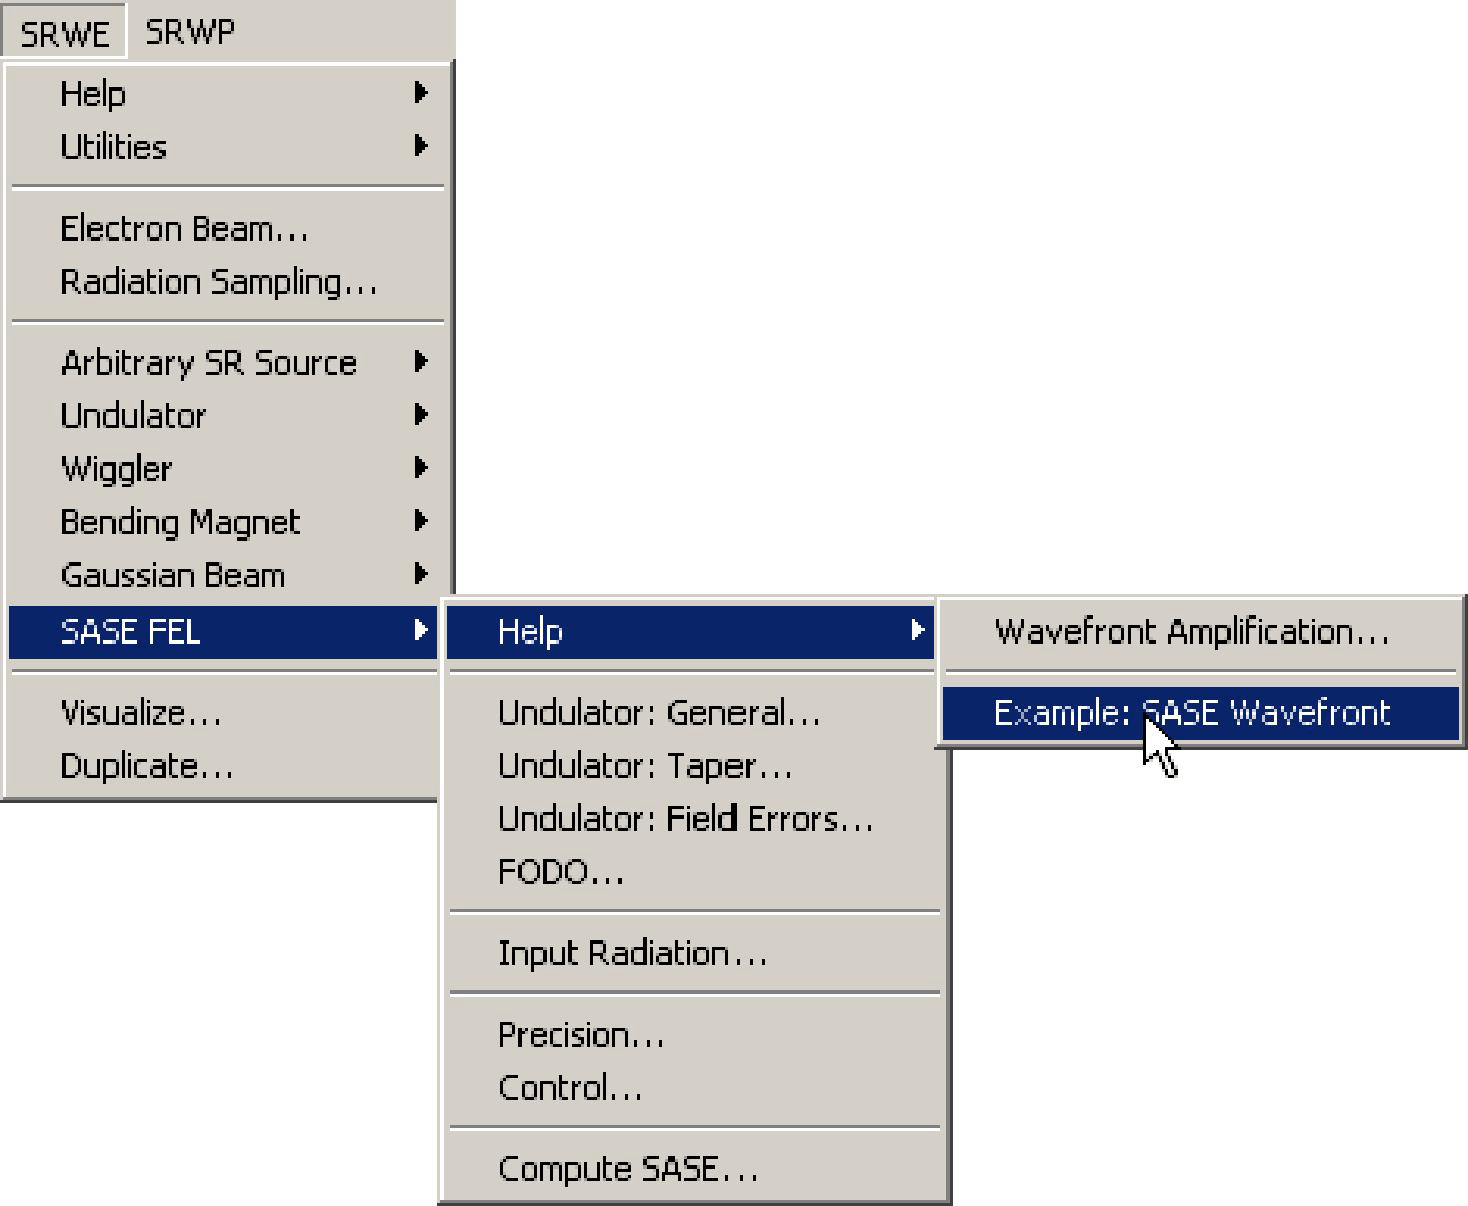 SRWE SRWP
Help
Utilities
Electron Beam...
Radiation Sampling...
Arbitrary SR Source
Undulator
Wiggler
Bending Magnet
Gaussian Beam
SASE FEL
Visualize...
Duplicate...
Help
Undulator: General...
Undulator: Taper...
Undulator: Field Errors...
FODO...
Input Radiation...
Precision...
Control...
Compute SASE...
Wavefront Amplification...
Example: SASE Wavefront